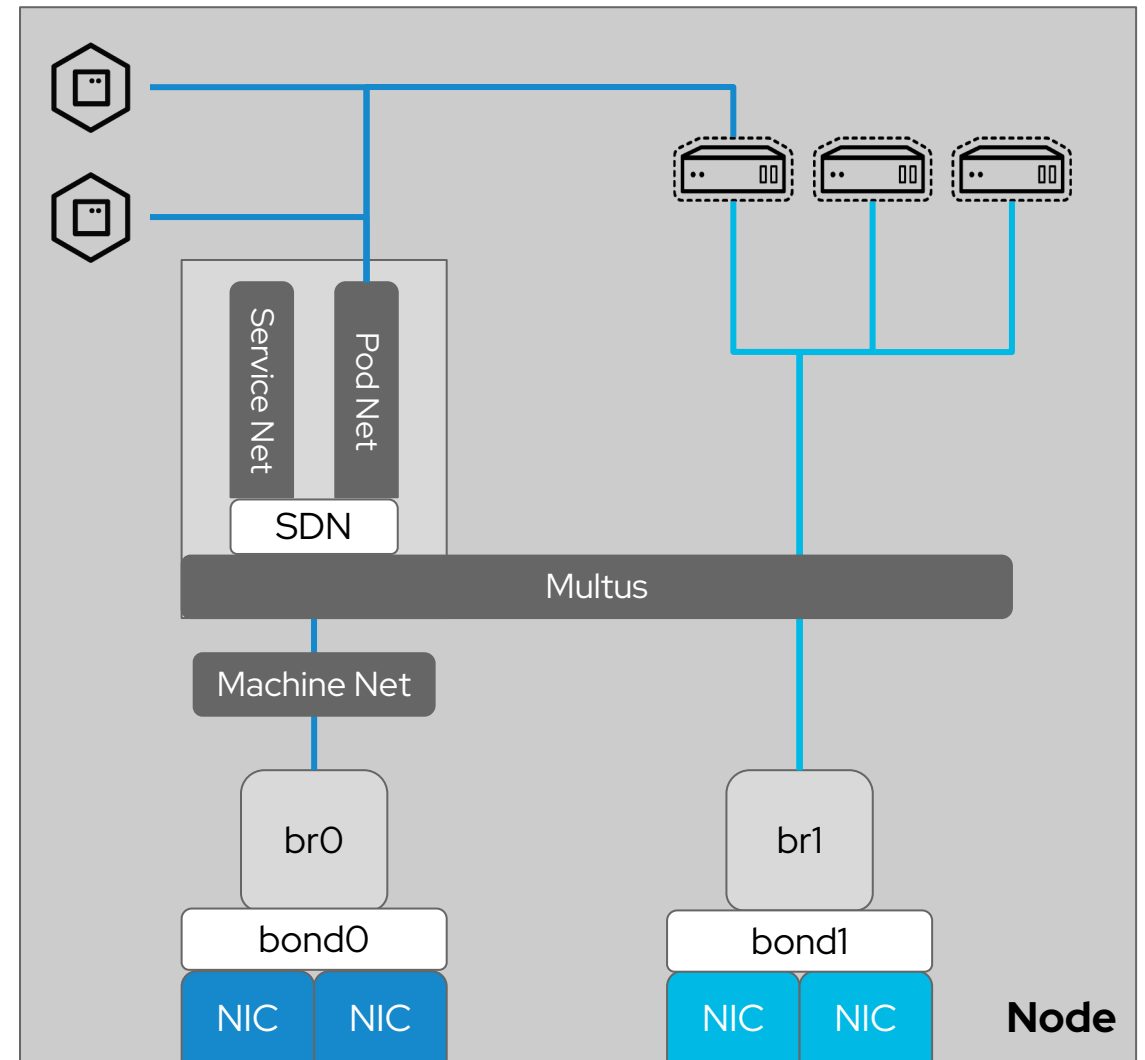 Service Net
Pod Net
SDN
Multus
Machine Net
br0
br1
bond0
bond1
NIC
NIC
NIC
NIC
Node